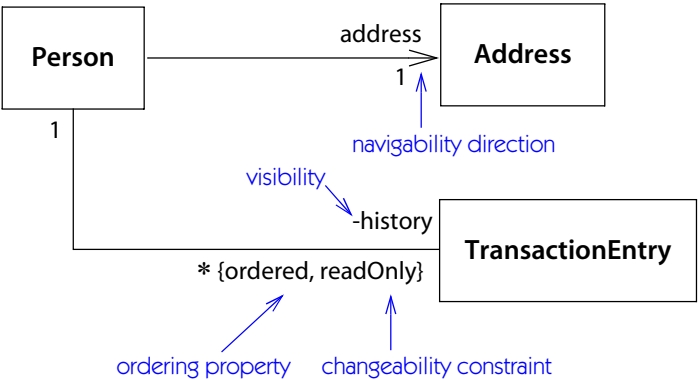 address
Person
Address
1
1
navigability direction
visibility
-history
TransactionEntry
* {ordered, readOnly}
ordering property
changeability constraint